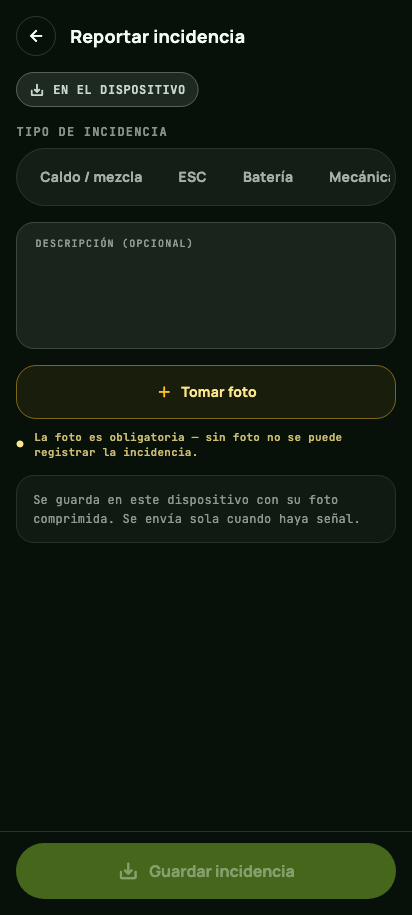 Reportar incidencia
EN EL DISPOSITIVO
TIPO DE INCIDENCIA
Caldo / mezcla ESC Batería Mecánica
DESCRIPCIÓN (OPCIONAL)
+ Tomar foto
La foto es obligatoria — sin foto no se puede
registrar la incidencia.
Se guarda en este dispositivo con su foto
comprimida. Se envía sola cuando haya señal.
Guardar incidencia